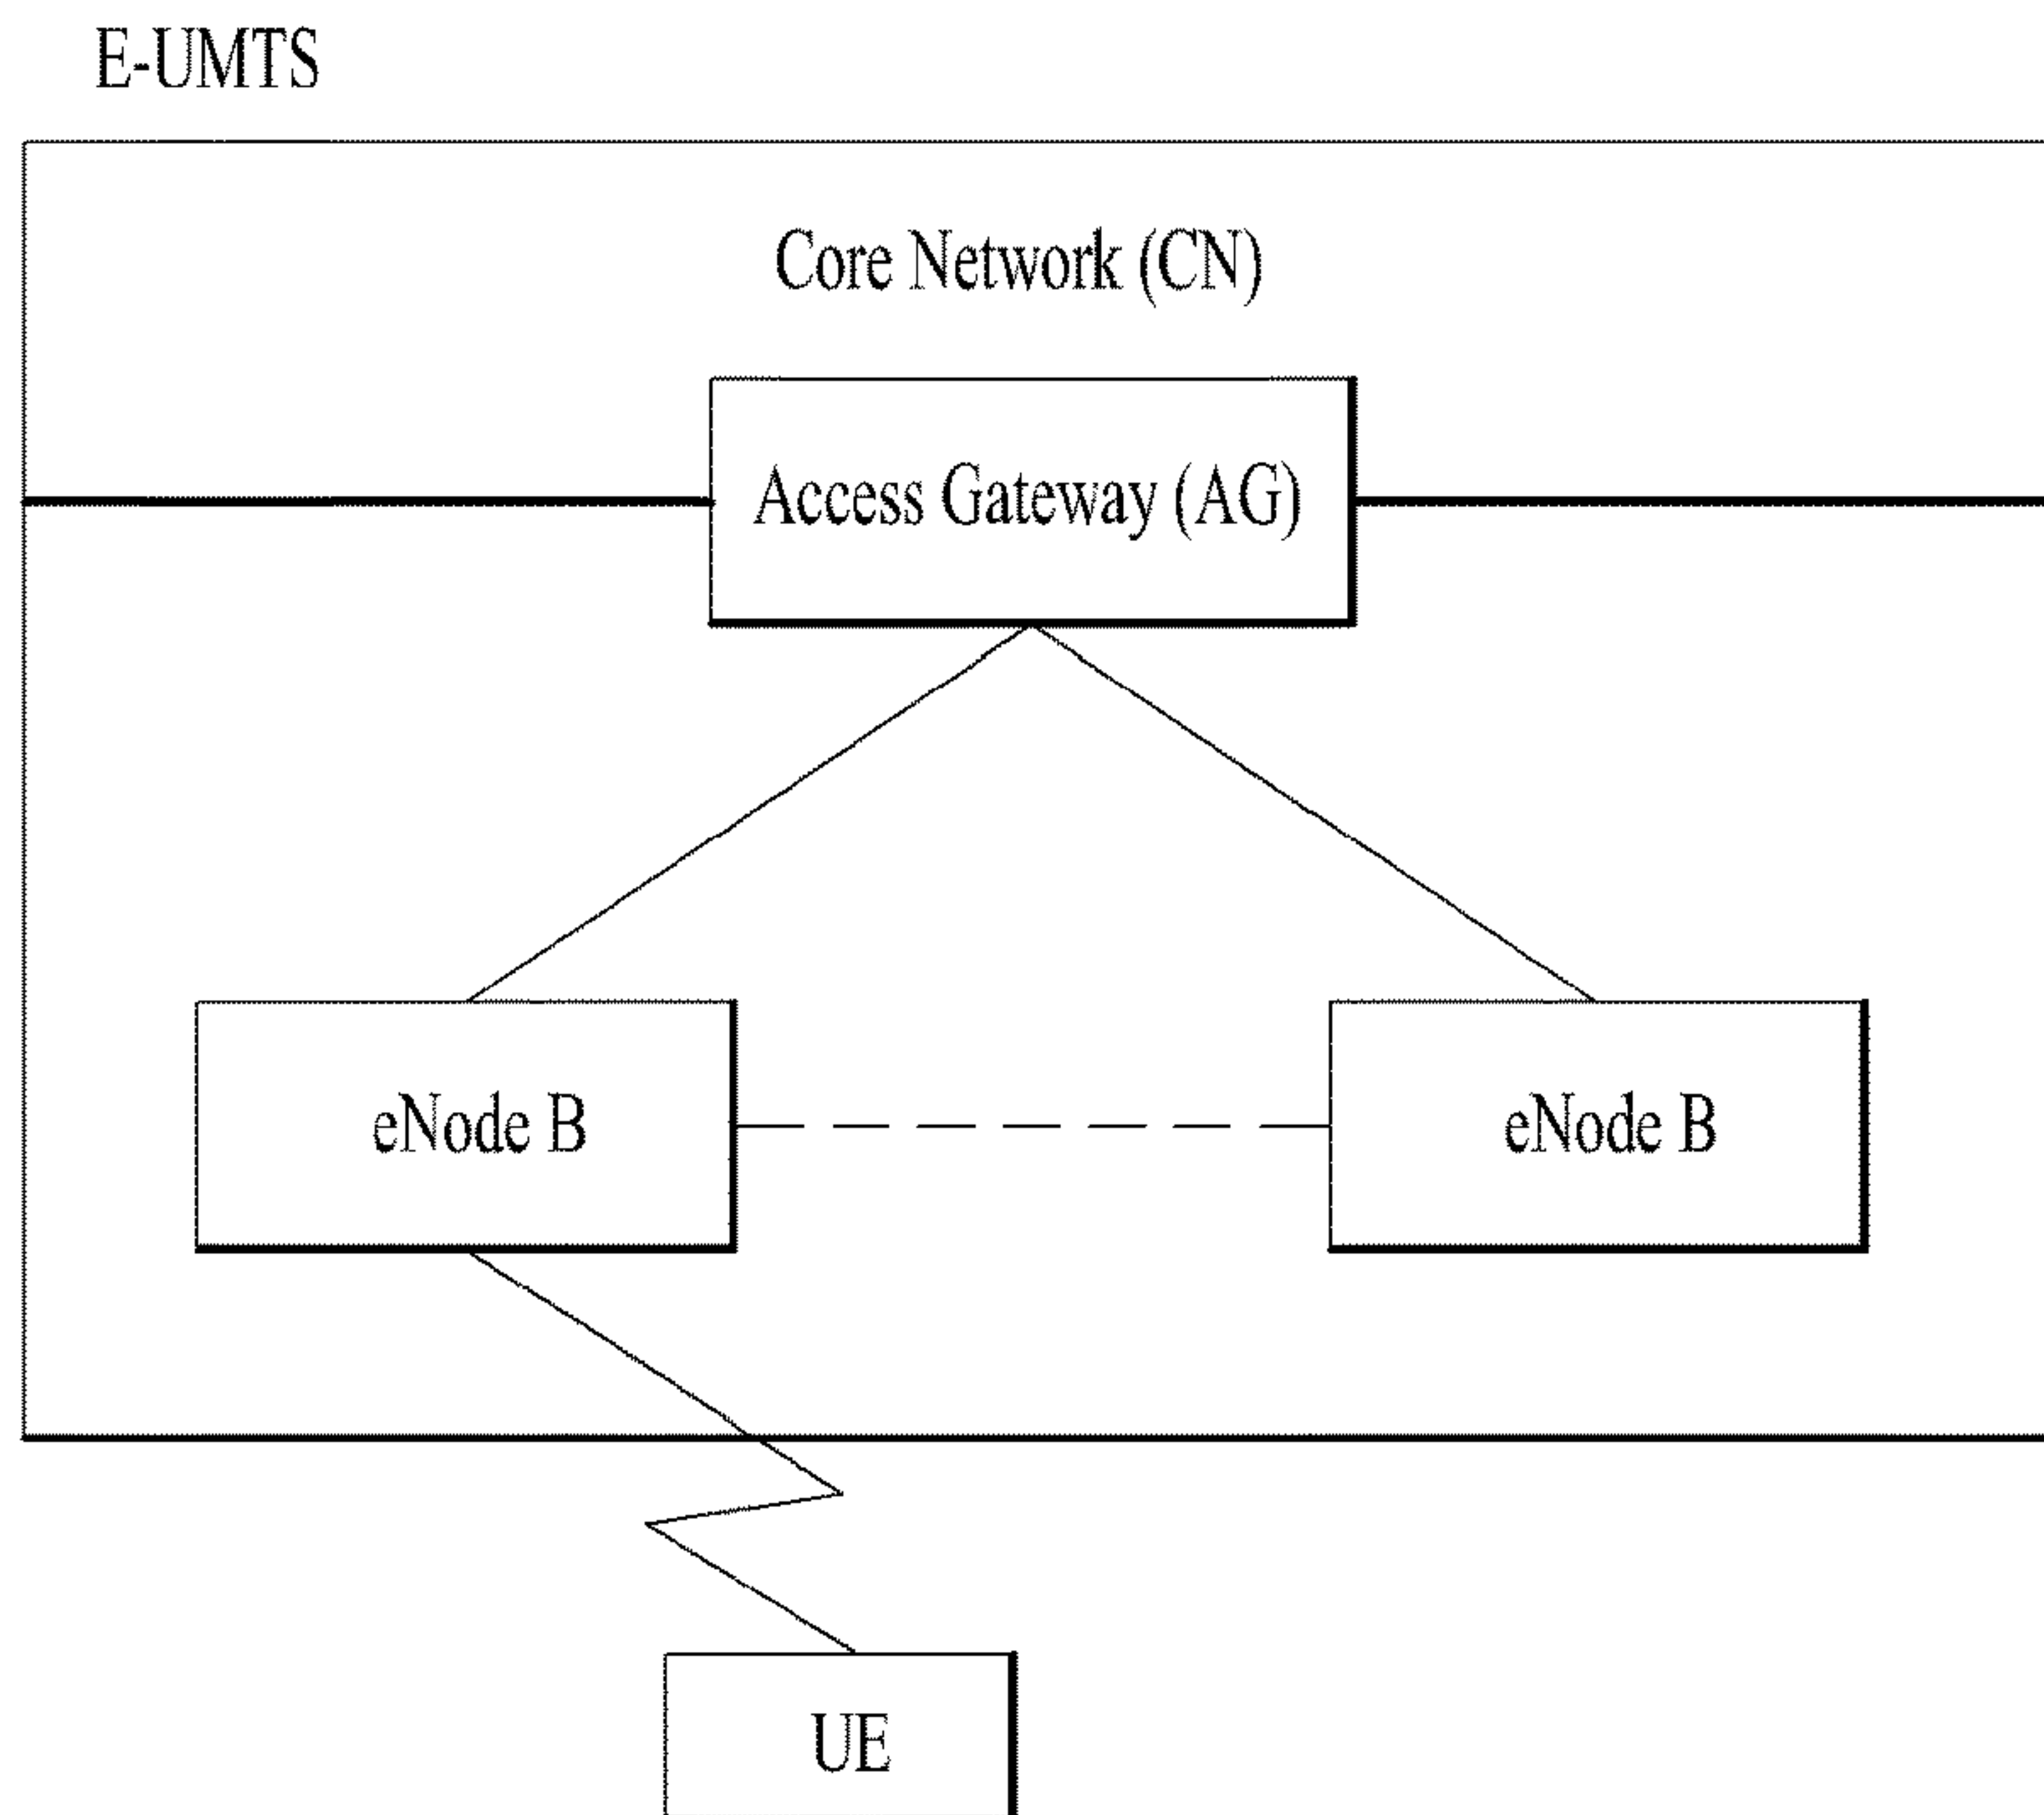 E-UMTS
Core Network (CN)
Access Gateway (AG)
eNode B
eNode B
UE